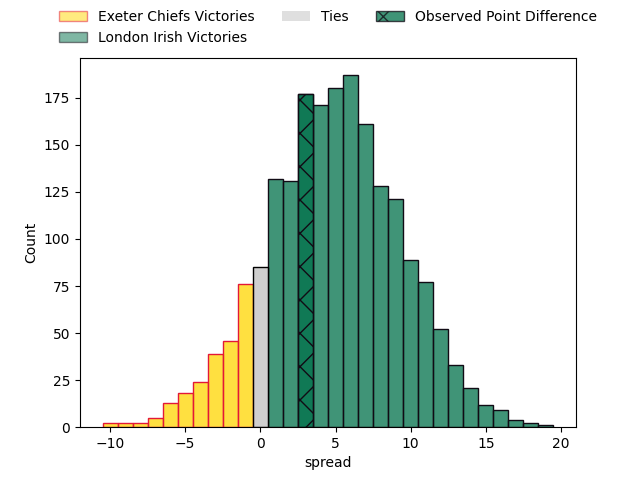 Exeter Chiefs Victories
London Irish Victories
Ties
Observed Point Difference
Count
175
150
125
100
75
50
25
0
−10 −5 0 5 10 15 20
spread